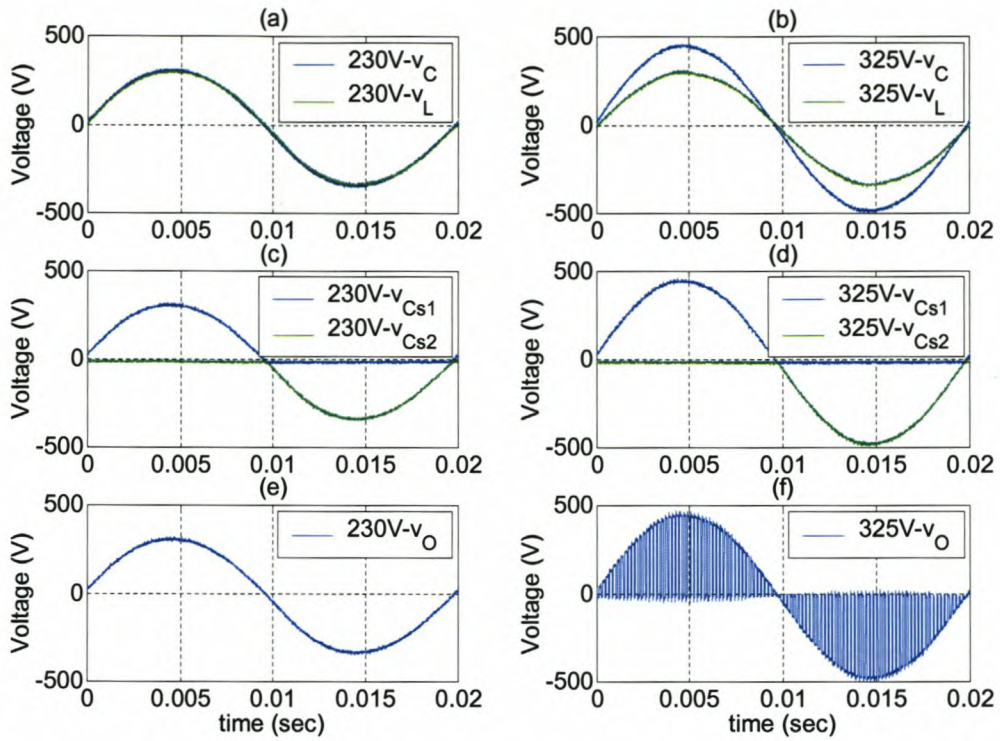 (a)
500
0
-500
Voltage (V)
230V-vC
230V-vL
0 0.005 0.01 0.015 0.02
(b)
500
0
-500
Voltage (V)
325V-vC
325V-vL
0 0.005 0.01 0.015 0.02
(c)
500
0
-500
Voltage (V)
230V-vCs1
230V-vCs2
0 0.005 0.01 0.015 0.02
(d)
500
0
-500
Voltage (V)
325V-vCs1
325V-vCs2
0 0.005 0.01 0.015 0.02
(e)
500
0
-500
Voltage (V)
230V-vO
0 0.005 0.01 0.015 0.02
time (sec)
(f)
500
0
-500
Voltage (V)
325V-vO
0 0.005 0.01 0.015 0.02
time (sec)